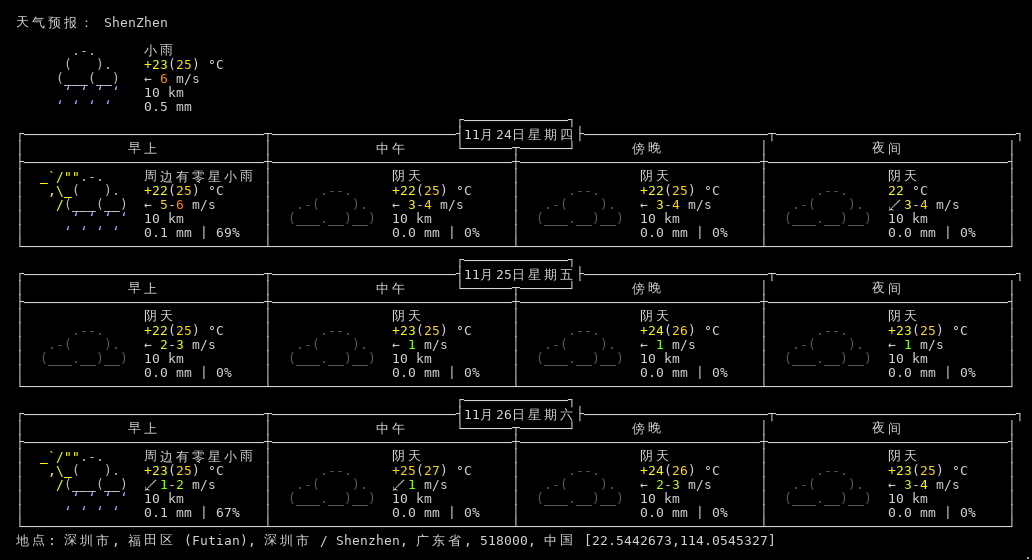 天气预报: ShenZhen
小雨
+23(25) °C
← 6 m/s
10 km
0.5 mm
11月24日星期四
早上 中午 傍晚 夜间
周边有零星小雨 阴天 阴天 阴天
+22(25) °C +22(25) °C +22(25) °C 22 °C
← 5-6 m/s ← 3-4 m/s ← 3-4 m/s ↙ 3-4 m/s
10 km 10 km 10 km 10 km
0.1 mm | 69% 0.0 mm | 0% 0.0 mm | 0% 0.0 mm | 0%
11月25日星期五
早上 中午 傍晚 夜间
阴天 阴天 阴天 阴天
+22(25) °C +23(25) °C +24(26) °C +23(25) °C
← 2-3 m/s ← 1 m/s ← 1 m/s ← 1 m/s
10 km 10 km 10 km 10 km
0.0 mm | 0% 0.0 mm | 0% 0.0 mm | 0% 0.0 mm | 0%
11月26日星期六
早上 中午 傍晚 夜间
周边有零星小雨 阴天 阴天 阴天
+23(25) °C +25(27) °C +24(26) °C +23(25) °C
↙ 1-2 m/s ↙ 1 m/s ← 2-3 m/s ← 3-4 m/s
10 km 10 km 10 km 10 km
0.1 mm | 67% 0.0 mm | 0% 0.0 mm | 0% 0.0 mm | 0%
地点: 深圳市, 福田区 (Futian), 深圳市 / Shenzhen, 广东省, 518000, 中国 [22.5442673,114.0545327]